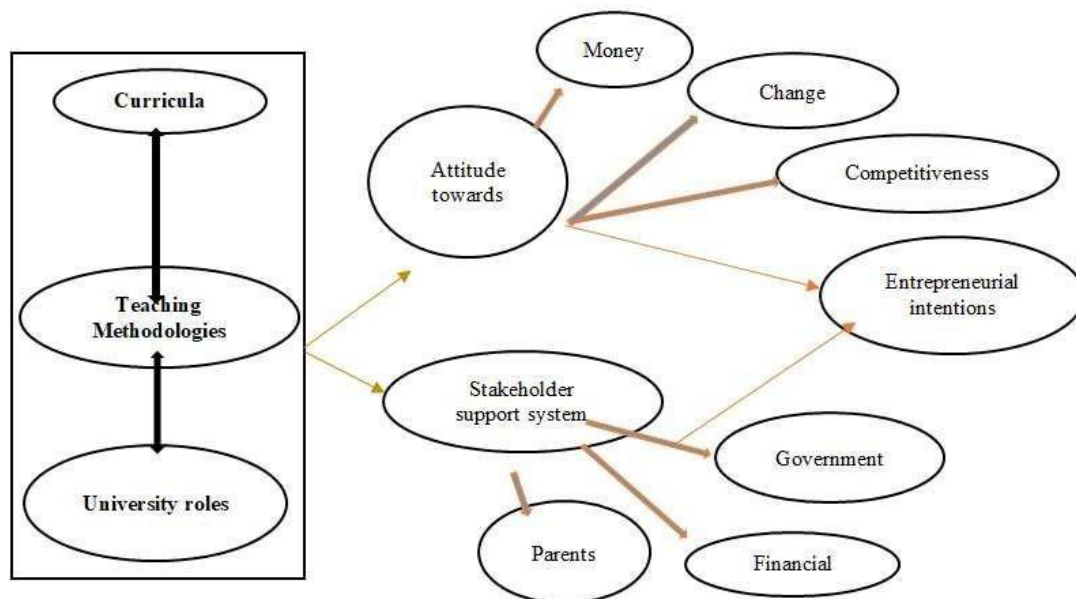 Money
Curricula
Change
Attitude
towards
Competitiveness
Teaching
Methodologies
Entrepreneurial
intentions
Stakeholder
support system
Government
University roles
Parents
Financial